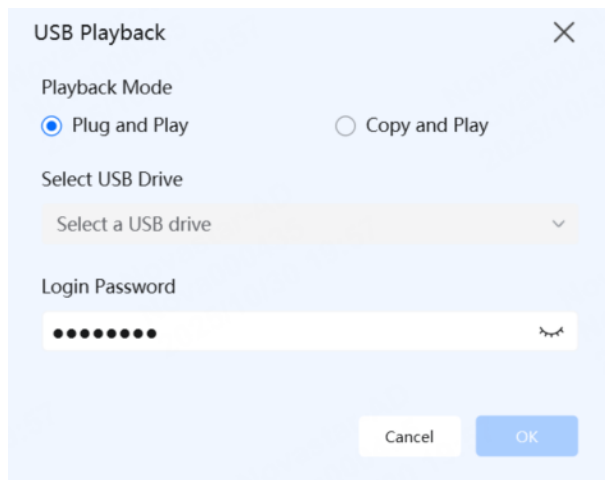 USB Playback
Playback Mode
Plug and Play Copy and Play
Select USB Drive
Select a USB drive
Login Password
●●●●●●●●
Cancel OK